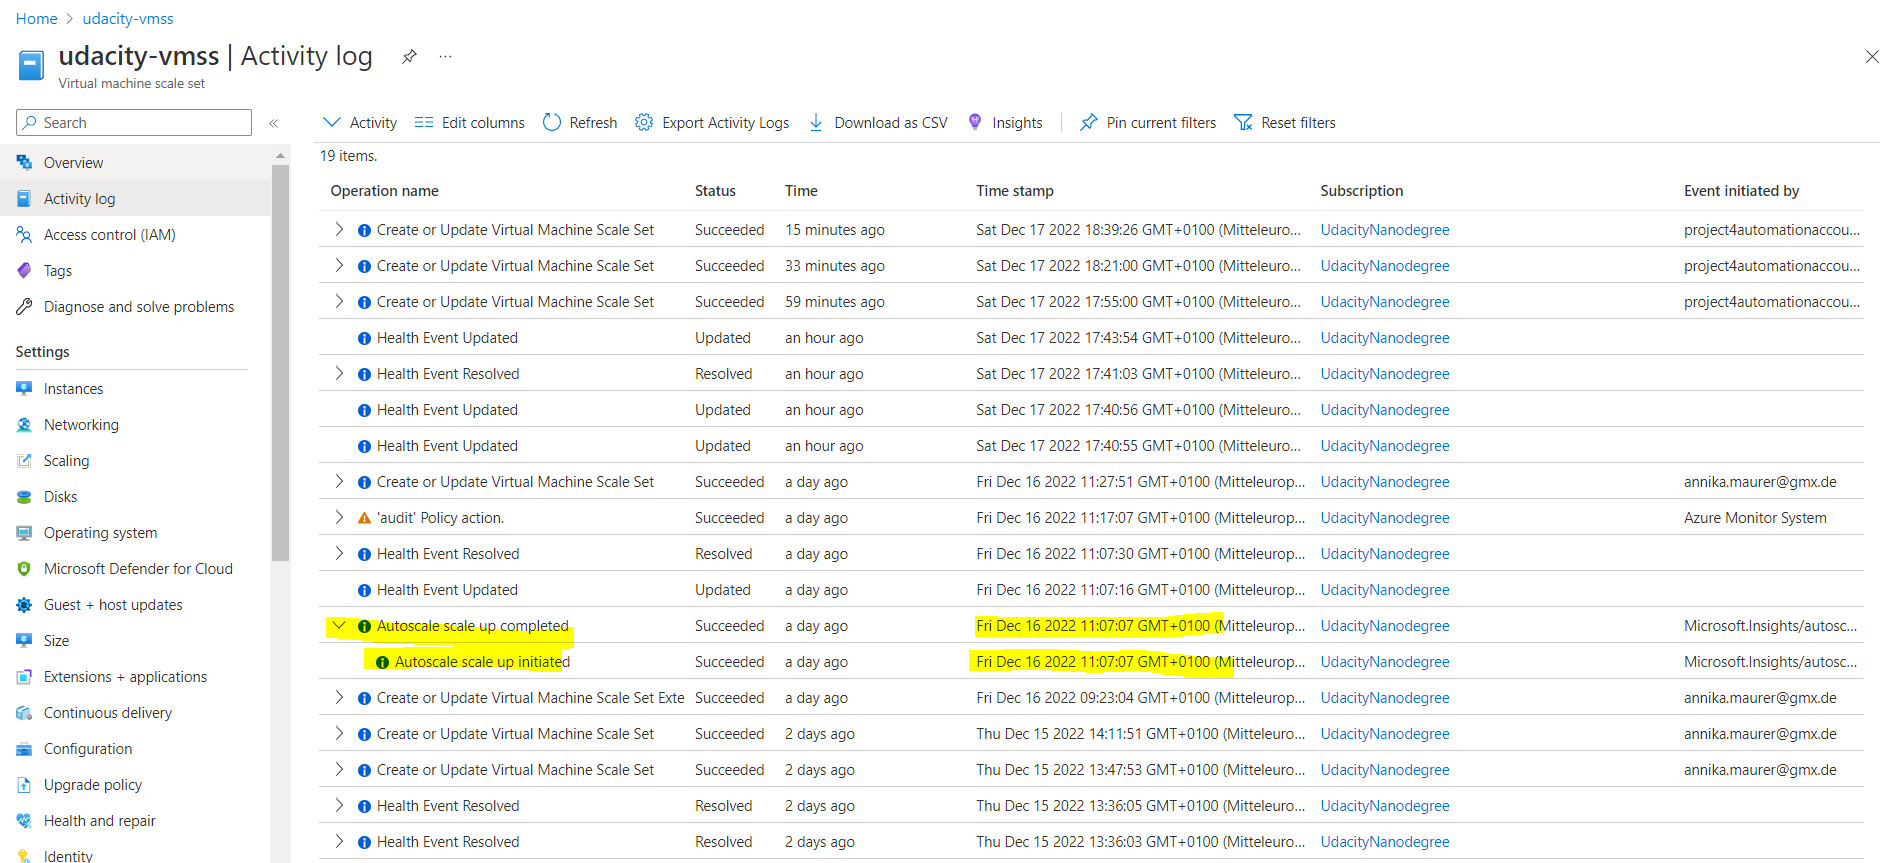 Home > udacity-vmss
udacity-vmss | Activity log ...
Virtual machine scale set
Search «
Activity Edit columns Refresh Export Activity Logs Download as CSV Insights Pin current filters Reset filters
19 items.
Overview
Activity log
Access control (IAM)
Tags
Diagnose and solve problems
Settings
Instances
Networking
Scaling
Disks
Operating system
Microsoft Defender for Cloud
Guest + host updates
Size
Extensions + applications
Continuous delivery
Configuration
Upgrade policy
Health and repair
Identity
Operation name Status Time Time stamp Subscription Event initiated by
Create or Update Virtual Machine Scale Set Succeeded 15 minutes ago Sat Dec 17 2022 18:39:26 GMT+0100 (Mitteleuro... UdacityNanodegree project4automationaccou...
Create or Update Virtual Machine Scale Set Succeeded 33 minutes ago Sat Dec 17 2022 18:21:00 GMT+0100 (Mitteleuro... UdacityNanodegree project4automationaccou...
Create or Update Virtual Machine Scale Set Succeeded 59 minutes ago Sat Dec 17 2022 17:55:00 GMT+0100 (Mitteleuro... UdacityNanodegree project4automationaccou...
Health Event Updated Updated an hour ago Sat Dec 17 2022 17:43:54 GMT+0100 (Mitteleuro... UdacityNanodegree
Health Event Resolved Resolved an hour ago Sat Dec 17 2022 17:41:03 GMT+0100 (Mitteleuro... UdacityNanodegree
Health Event Updated Updated an hour ago Sat Dec 17 2022 17:40:56 GMT+0100 (Mitteleuro... UdacityNanodegree
Health Event Updated Updated an hour ago Sat Dec 17 2022 17:40:55 GMT+0100 (Mitteleuro... UdacityNanodegree
Create or Update Virtual Machine Scale Set Succeeded a day ago Fri Dec 16 2022 11:27:51 GMT+0100 (Mitteleurop... UdacityNanodegree annika.maurer@gmx.de
'audit' Policy action. Succeeded a day ago Fri Dec 16 2022 11:17:07 GMT+0100 (Mitteleurop... UdacityNanodegree Azure Monitor System
Health Event Resolved Resolved a day ago Fri Dec 16 2022 11:07:30 GMT+0100 (Mitteleurop... UdacityNanodegree
Health Event Updated Updated a day ago Fri Dec 16 2022 11:07:16 GMT+0100 (Mitteleurop... UdacityNanodegree
Autoscale scale up completed Succeeded a day ago Fri Dec 16 2022 11:07:07 GMT+0100 (Mitteleurop... UdacityNanodegree Microsoft.Insights/autosc...
Autoscale scale up initiated Succeeded a day ago Fri Dec 16 2022 11:07:07 GMT+0100 (Mitteleurop... UdacityNanodegree Microsoft.Insights/autosc...
Create or Update Virtual Machine Scale Set Exte Succeeded a day ago Fri Dec 16 2022 09:23:04 GMT+0100 (Mitteleurop... UdacityNanodegree annika.maurer@gmx.de
Create or Update Virtual Machine Scale Set Succeeded 2 days ago Thu Dec 15 2022 14:11:51 GMT+0100 (Mitteleuro... UdacityNanodegree annika.maurer@gmx.de
Create or Update Virtual Machine Scale Set Succeeded 2 days ago Thu Dec 15 2022 13:47:53 GMT+0100 (Mitteleuro... UdacityNanodegree annika.maurer@gmx.de
Health Event Resolved Resolved 2 days ago Thu Dec 15 2022 13:36:05 GMT+0100 (Mitteleuro... UdacityNanodegree
Health Event Resolved Resolved 2 days ago Thu Dec 15 2022 13:36:03 GMT+0100 (Mitteleuro... UdacityNanodegree